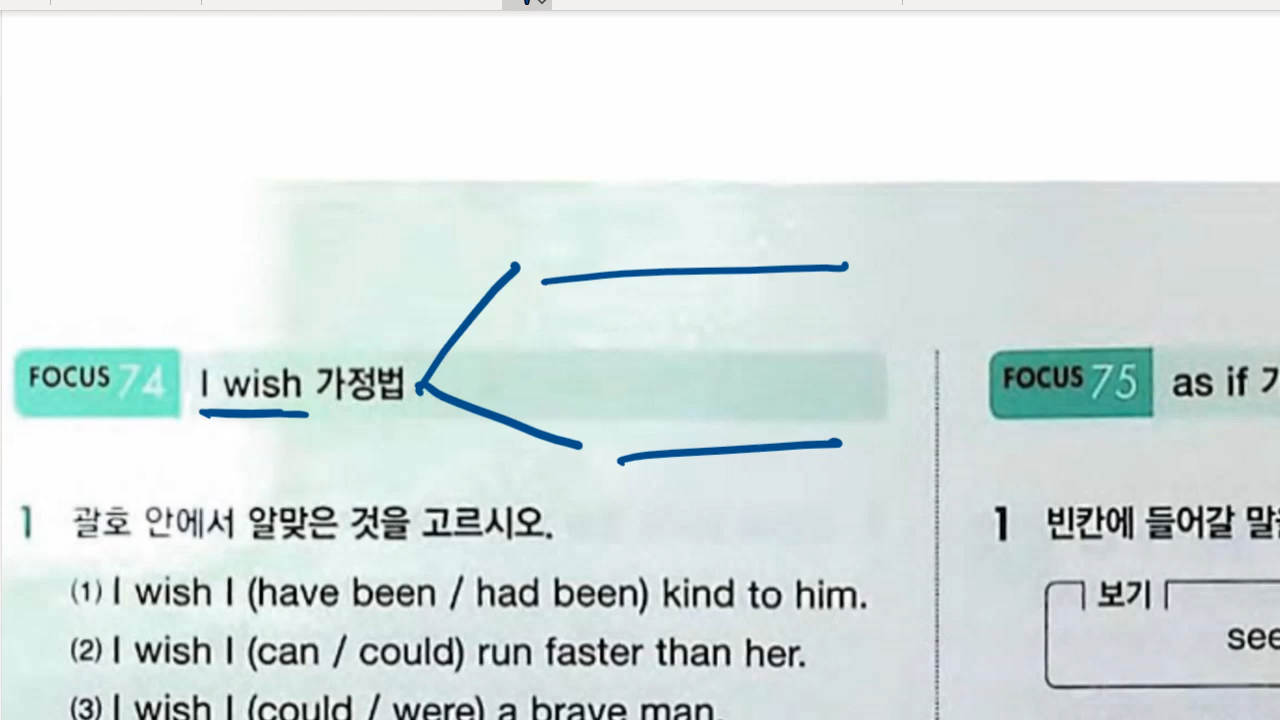 FOCUS 74 I wish 가정법
1 괄호 안에서 알맞은 것을 고르시오.
(1) I wish I (have been / had been) kind to him.
(2) I wish I (can / could) run faster than her.
(3) I wish I (could / were) a brave man.
FOCUS 75 as if
1 빈칸에 들어갈
보기
see